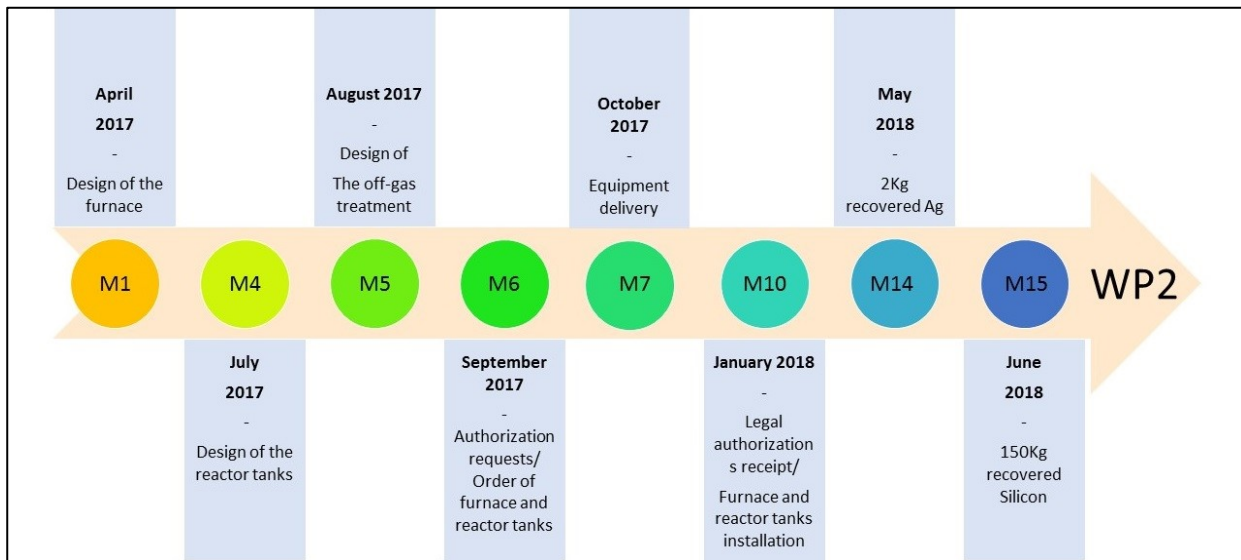 April
2017
-
Design of the
furnace
August 2017
-
Design of
The off-gas
treatment
October
2017
-
Equipment
delivery
May
2018
-
2Kg
recovered Ag
M1
M4
M5
M6
M7
M10
M14
M15
WP2
July
2017
-
Design of the
reactor tanks
September
2017
-
Authorization
requests/
Order of
furnace and
reactor tanks
January 2018
-
Legal
authorization
s receipt/
Furnace and
reactor tanks
installation
June
2018
-
150Kg
recovered
Silicon